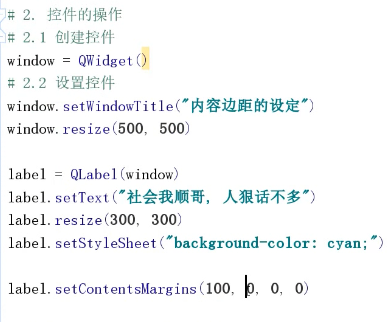 # 2. 控件的操作
# 2.1 创建控件
window = QWidget()
# 2.2 设置控件
window.setWindowTitle("内容边距的设定")
window.resize(500, 500)
label = QLabel(window)
label.setText("社会我顺哥, 人狠话不多")
label.resize(300, 300)
label.setStyleSheet("background-color: cyan;")
label.setContentsMargins(100, 0, 0, 0)